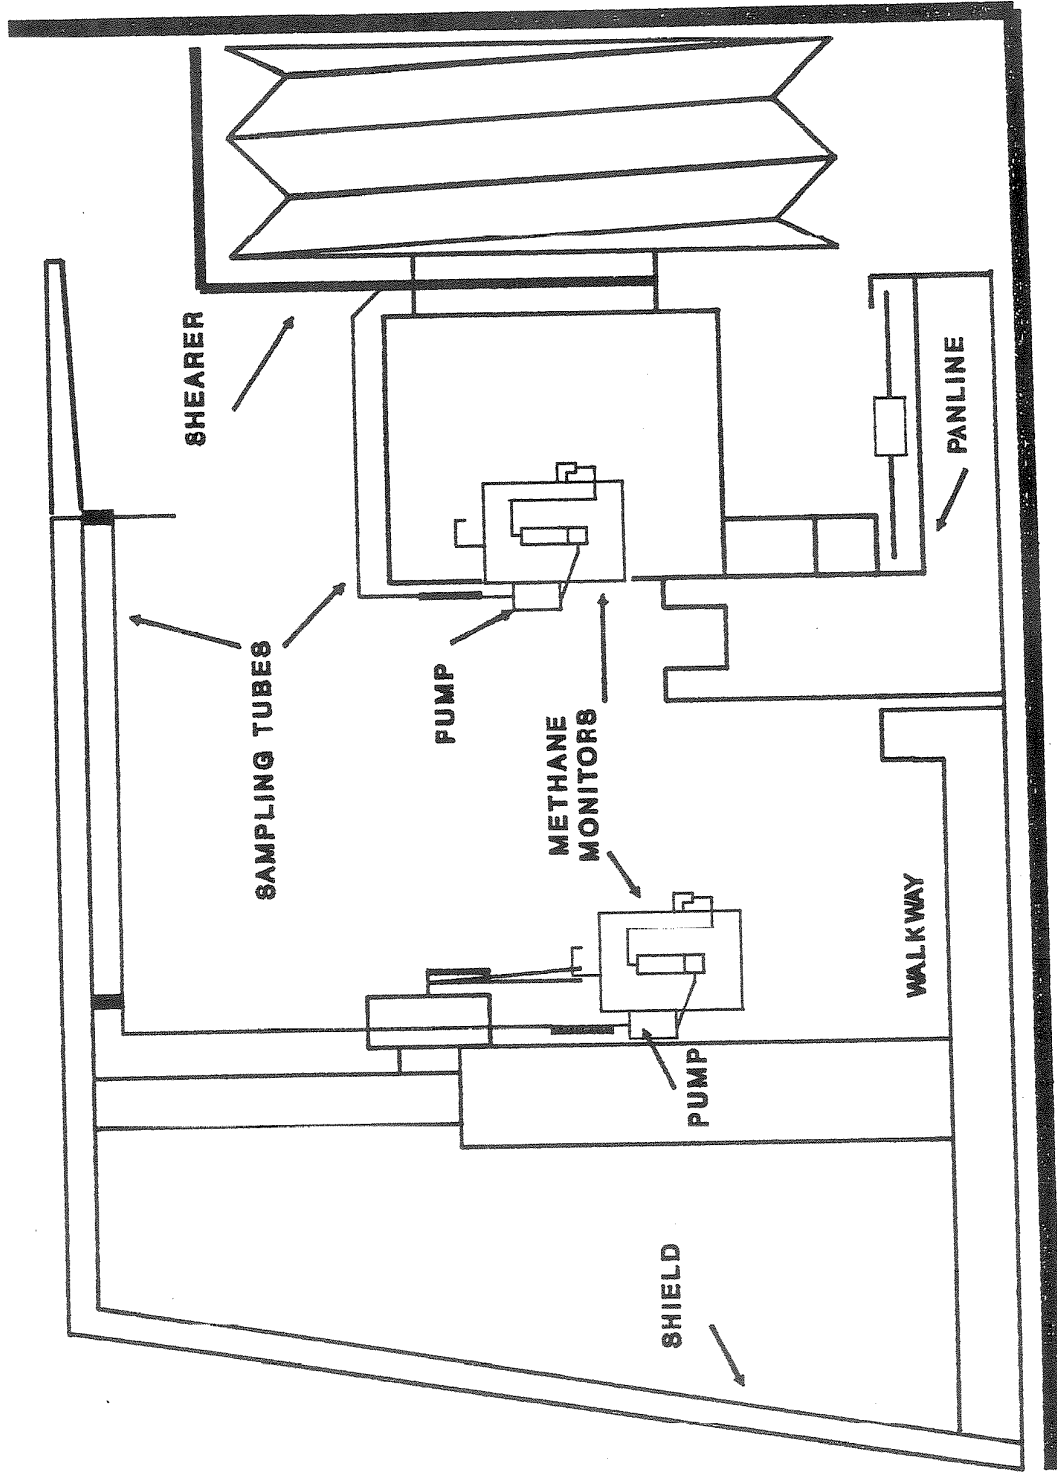 SHEARER
SAMPLING TUBES
PUMP
METHANE
MONITORS
PANLINE
WALKWAY
PUMP
SHIELD